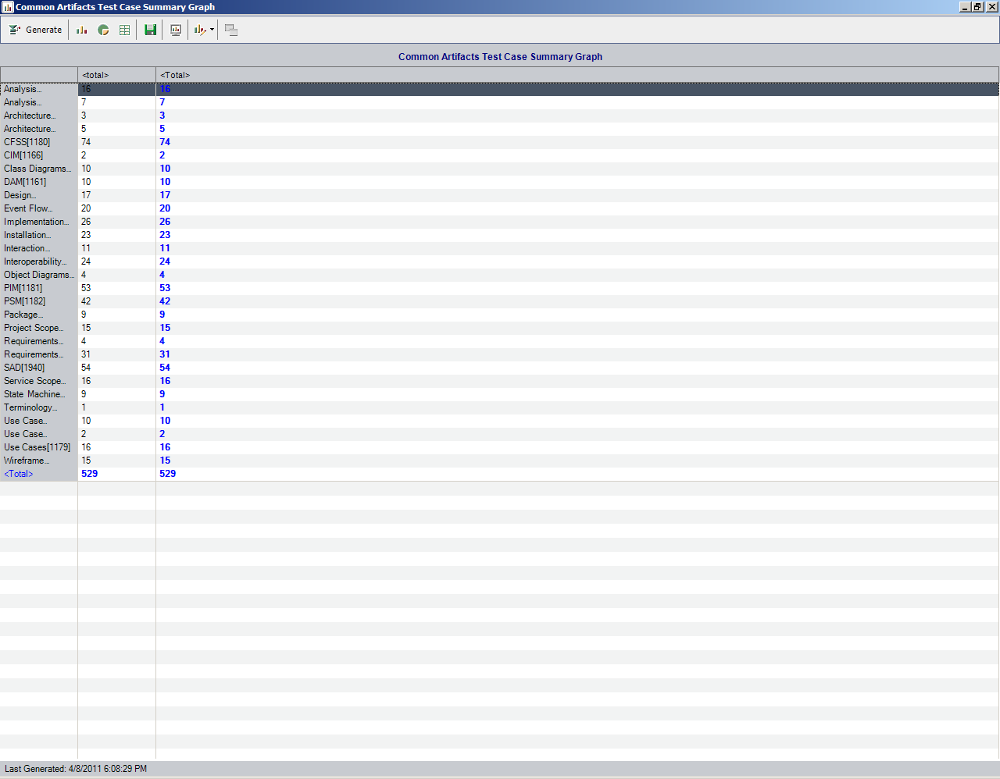 Common Artifacts Test Case Summary Graph
Generate
Common Artifacts Test Case Summary Graph
<total> <Total>
Analysis... 16 16
Analysis... 7 7
Architecture... 3 3
Architecture... 5 5
CFSS[1180] 74 74
CIM[1166] 2 2
Class Diagrams... 10 10
DAM[1161] 10 10
Design... 17 17
Event Flow... 20 20
Implementation... 26 26
Installation... 23 23
Interaction... 11 11
Interoperability... 24 24
Object Diagrams... 4 4
PIM[1181] 53 53
PSM[1182] 42 42
Package... 9 9
Project Scope... 15 15
Requirements... 4 4
Requirements... 31 31
SAD[1940] 54 54
Service Scope... 16 16
State Machine... 9 9
Terminology... 1 1
Use Case... 10 10
Use Case... 2 2
Use Cases[1179] 16 16
Wireframe... 15 15
<Total> 529 529
Last Generated: 4/8/2011 6:08:29 PM